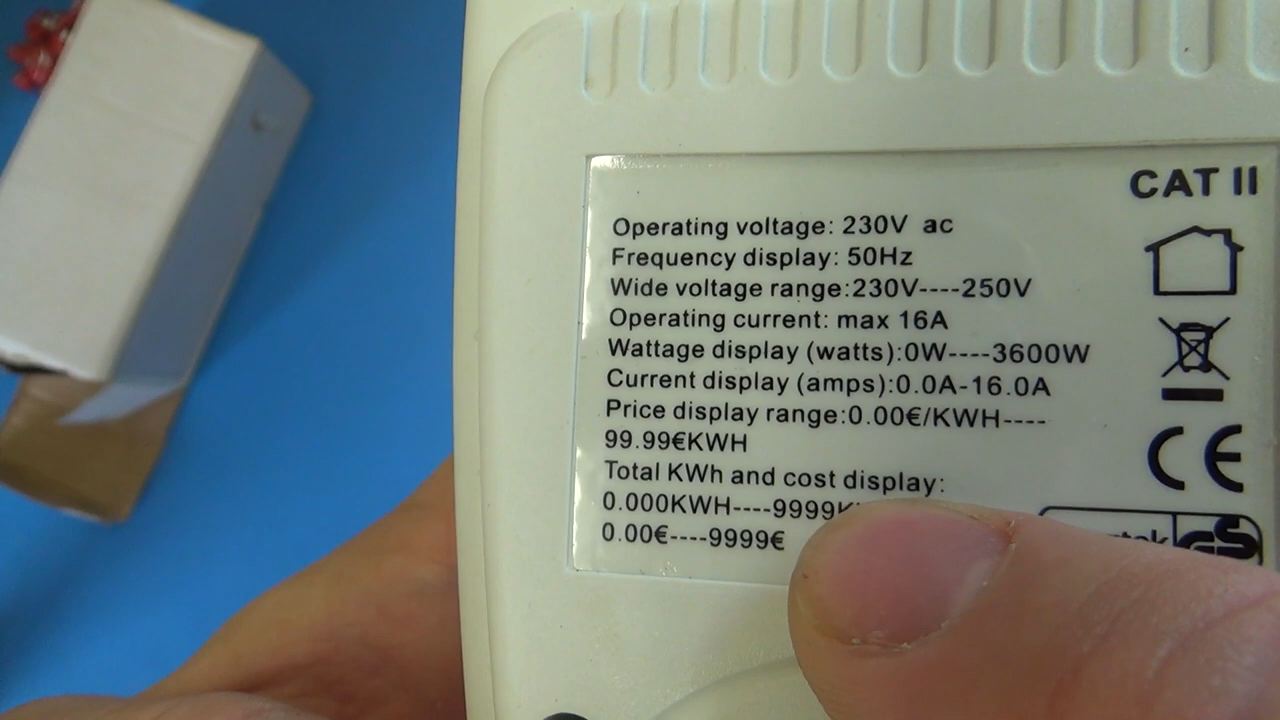 CAT II
Operating voltage: 230V ac
Frequency display: 50Hz
Wide voltage range:230V----250V
Operating current: max 16A
Wattage display (watts):0W----3600W
Current display (amps):0.0A-16.0A
Price display range:0.00€/KWH----
99.99€KWH
Total KWh and cost display:
0.000KWH----9999K
0.00€----9999€
CE
GS